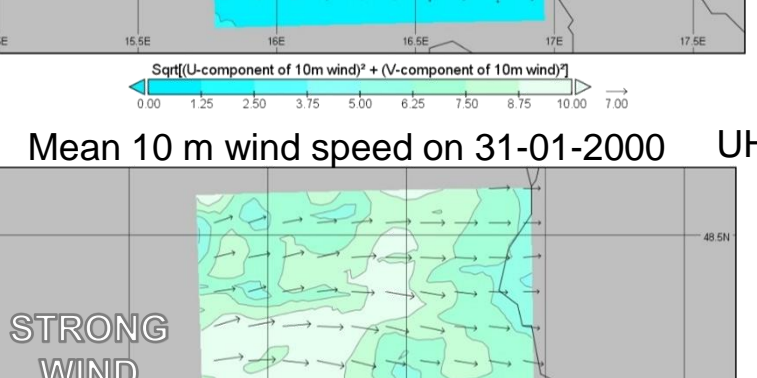 E 15.5E 16E 16.5E 17E 17.5E
Sqrt[(U-component of 10m wind)² + (V-component of 10m wind)²]
0.00 1.25 2.50 3.75 5.00 6.25 7.50 8.75 10.00 7.00
Mean 10 m wind speed on 31-01-2000 UH
48.5N
STRONG
WIND